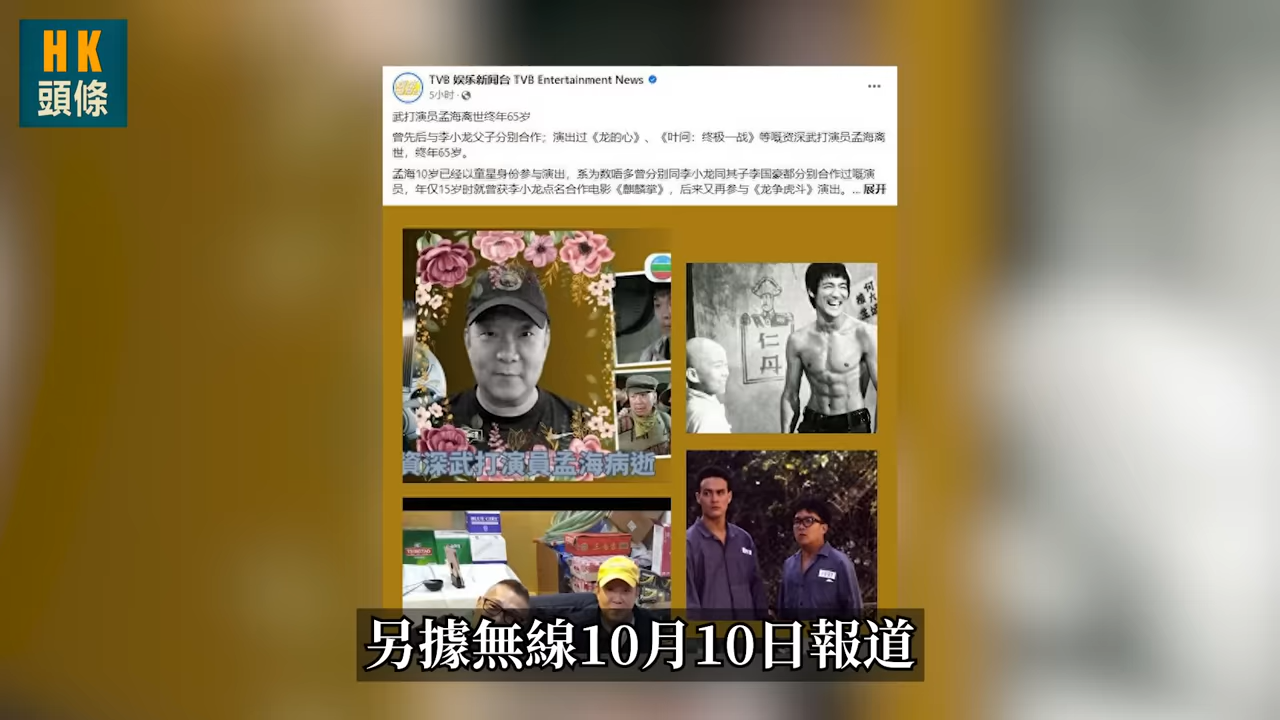 HK
頭條
TVB 娱乐新闻台 TVB Entertainment News
5小时
武打演员孟海离世终年65岁
曾先后与李小龙父子分别合作；演出过《龙的心》、《叶问：终极一战》等嘅资深武打演员孟海离
世，终年65岁。
孟海10岁已经以童星身份参与演出，系为数唔多曾分别同李小龙同其子李国豪都分别合作过嘅演
员，年仅15岁时就曾获李小龙点名合作电影《麒麟掌》，后来又再参与《龙争虎斗》演出。... 展开
仁
丹
資深武打演員孟海病逝
另據無線10月10日報道